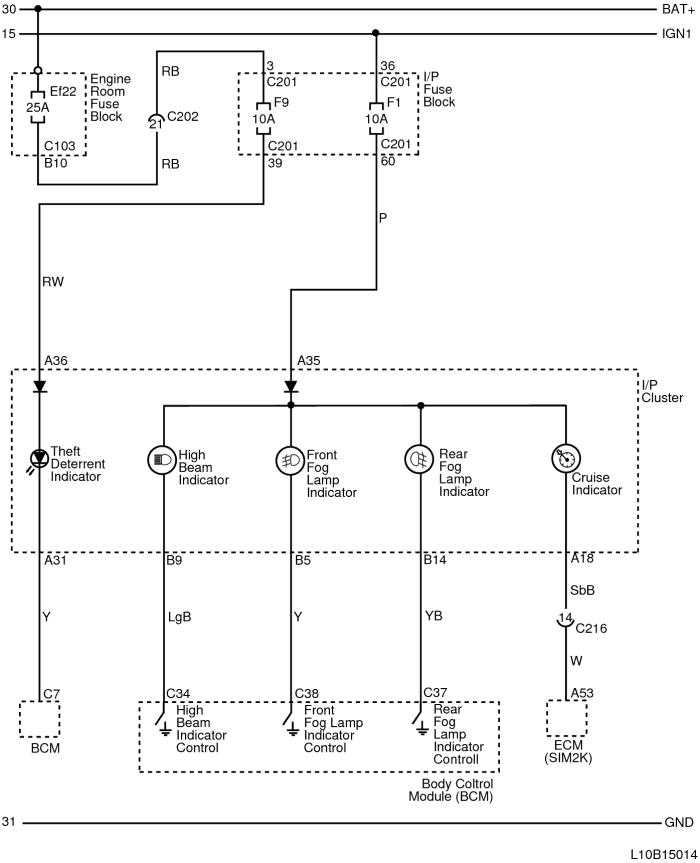 30 BAT+
15 IGN1
Engine
Room
Fuse
Block
Ef22
25A
C103
B10
RB
21 C202
RB
3
C201
F9
10A
C201
39
36
C201
F1
10A
C201
60
I/P
Fuse
Block
P
RW
A36
A35
I/P
Cluster
Theft
Deterrent
Indicator
High
Beam
Indicator
Front
Fog
Lamp
Indicator
Rear
Fog
Lamp
Indicator
Cruise
Indicator
A31
B9
B5
B14
A18
Y
LgB
Y
YB
SbB
14
C216
W
C7
C34
C38
C37
A53
BCM
High
Beam
Indicator
Control
Front
Fog Lamp
Indicator
Control
Rear
Fog
Lamp
Indicator
Controll
ECM
(SIM2K)
Body Coltrol
Module (BCM)
31 GND
L10B15014